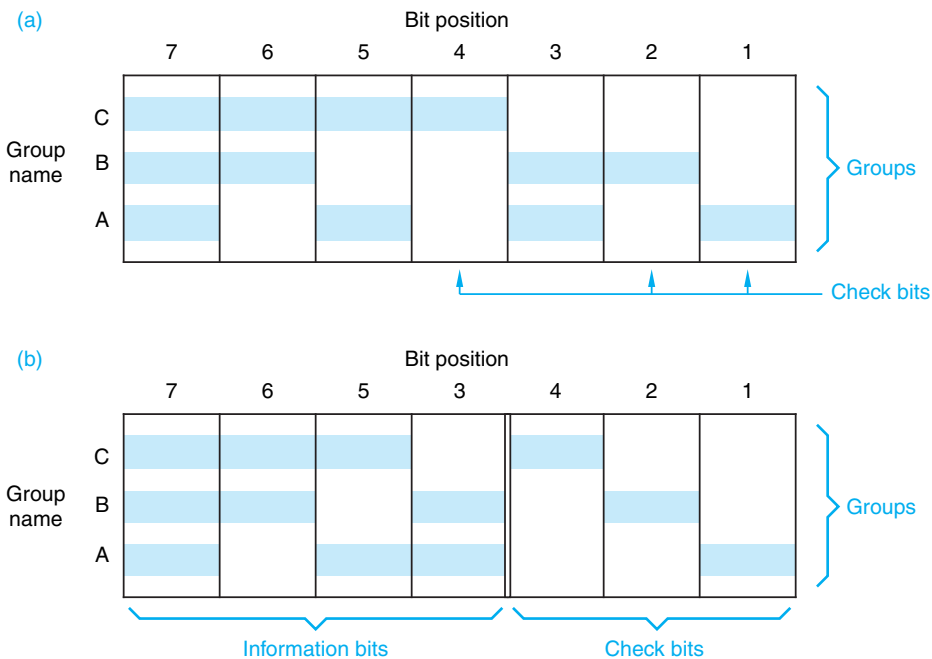 (a)
Bit position
7 6 5 4 3 2 1
C
Group
name
B
A
Groups
Check bits
(b)
Bit position
7 6 5 3 4 2 1
C
Group
name
B
A
Groups
Information bits
Check bits